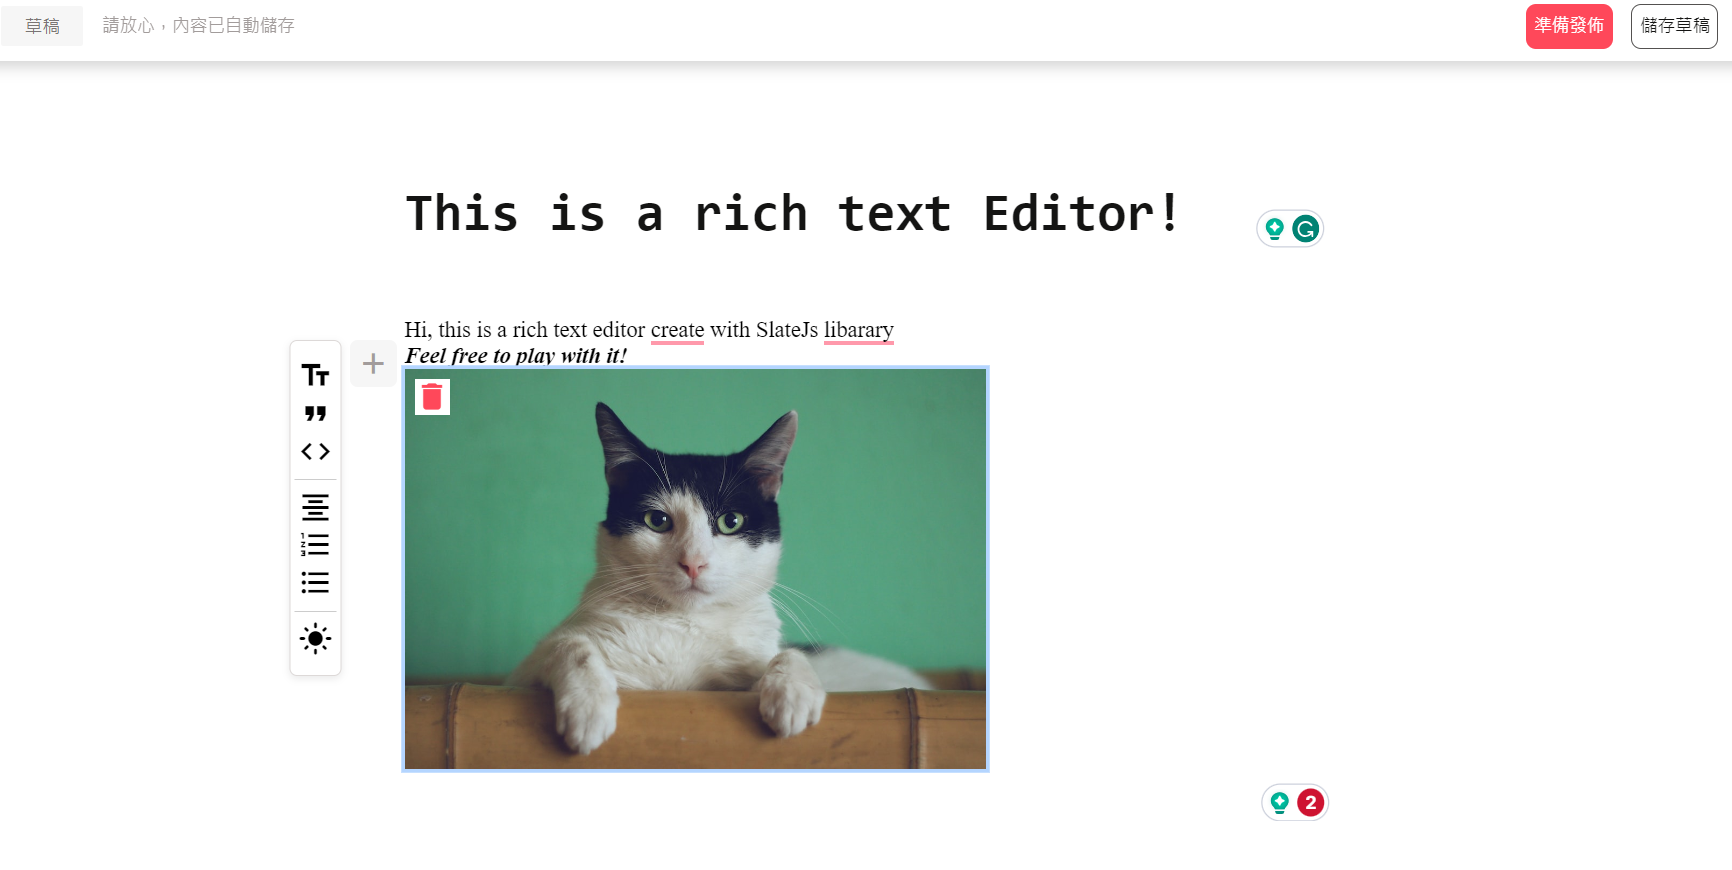 草稿
請放心，內容已自動儲存
準備發佈
儲存草稿
This is a rich text Editor!
Hi, this is a rich text editor create with SlateJs libarary
Feel free to play with it!
2